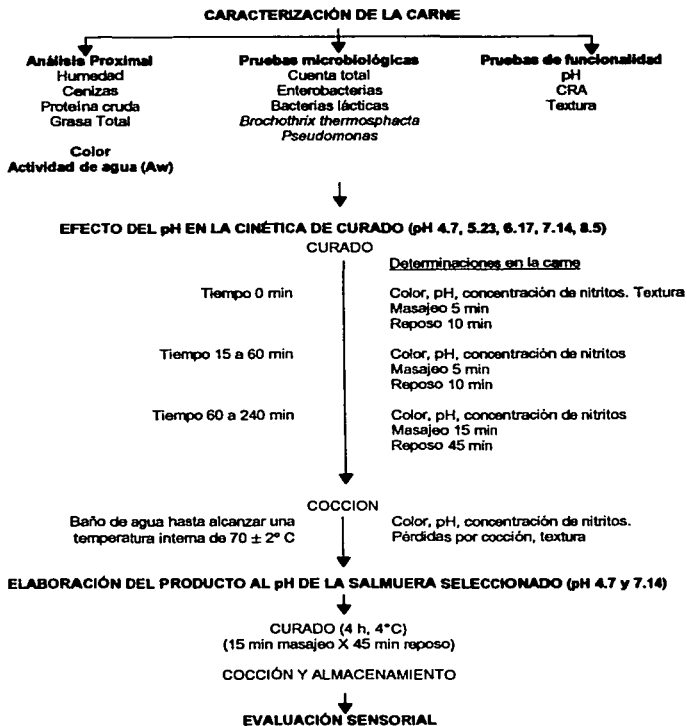 CARACTERIZACIÓN DE LA CARNE
Análisis Proximal
Humedad
Cenizas
Proteína cruda
Grasa Total
Color
Actividad de agua (Aw)
Pruebas microbiológicas
Cuenta total
Enterobacterias
Bacterias lácticas
Brochothrix thermosphacta
Pseudomonas
Pruebas de funcionalidad
pH
CRA
Textura
EFECTO DEL pH EN LA CINÉTICA DE CURADO (pH 4.7, 5.23, 6.17, 7.14, 8.5)
CURADO
Determinaciones en la carne
Tiempo 0 min
Color, pH, concentración de nitritos. Textura
Masajeo 5 min
Reposo 10 min
Tiempo 15 a 60 min
Color, pH, concentración de nitritos
Masajeo 5 min
Reposo 10 min
Tiempo 60 a 240 min
Color, pH, concentración de nitritos
Masajeo 15 min
Reposo 45 min
COCCION
Baño de agua hasta alcanzar una
temperatura interna de 70 ± 2° C
Color, pH, concentración de nitritos.
Pérdidas por cocción, textura
ELABORACIÓN DEL PRODUCTO AL pH DE LA SALMUERA SELECCIONADO (pH 4.7 y 7.14)
CURADO (4 h, 4°C)
(15 min masajeo X 45 min reposo)
COCCIÓN Y ALMACENAMIENTO
EVALUACIÓN SENSORIAL